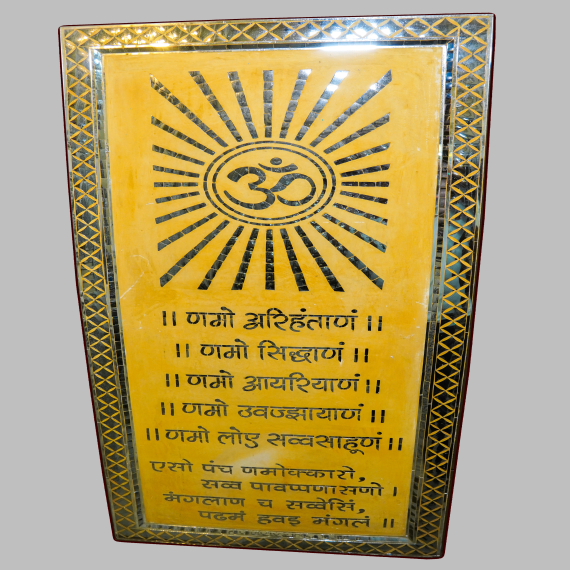 ॐ
।। णमो अरिहंताणं ।।
।। णमो सिद्धाणं ।।
।। णमो आयरियाणं ।।
।। णमो उवज्झायाणं ।।
।। णमो लोए सव्वसाहूणं ।।
एसो पंच णमोक्कारो,
सव्व पावप्पणासणो ।
मंगलाण च सव्वेसिं,
पढमं हवइ मंगलं ।।